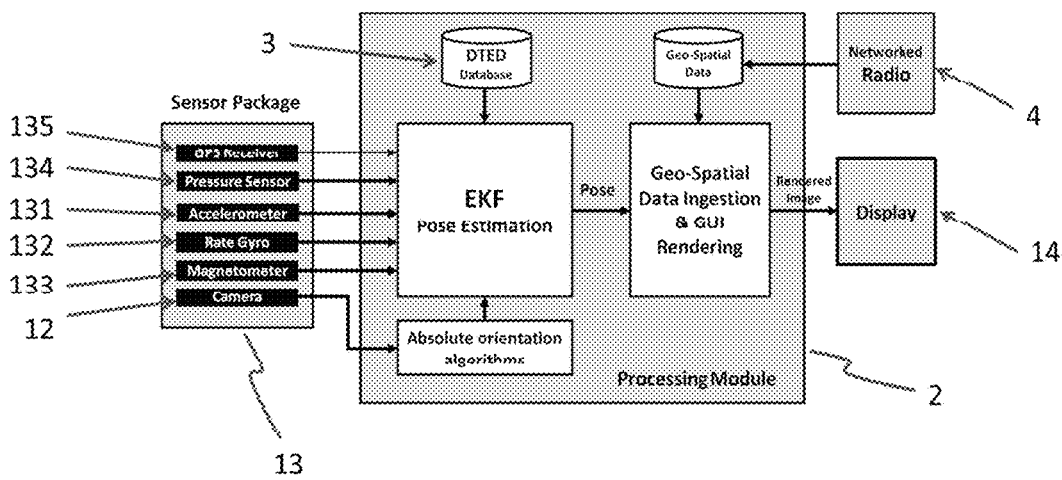 3
DTED
Database
Geo-Spatial
Data
Networked
Radio
4
Sensor Package
135
GPS Receiver
134
Pressure Sensor
131
Accelerometer
132
Rate Gyro
133
Magnetometer
12
Camera
13
EKF
Pose Estimation
Pose
Geo-Spatial
Data Ingestion
& GUI
Rendering
Rendered
Image
Display
14
Absolute orientation
algorithms
Processing Module
2